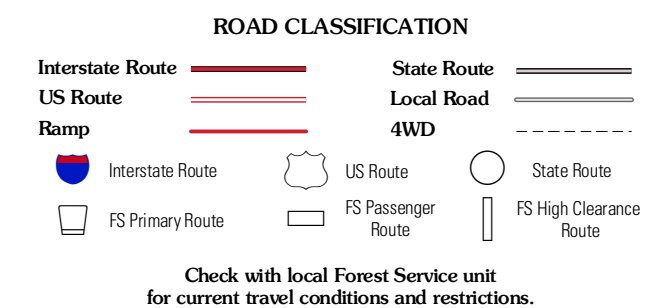 ROAD CLASSIFICATION
Interstate Route
State Route
US Route
Local Road
Ramp
4WD
Interstate Route
US Route
State Route
FS Primary Route
FS Passenger
Route
FS High Clearance
Route
Check with local Forest Service unit
for current travel conditions and restrictions.